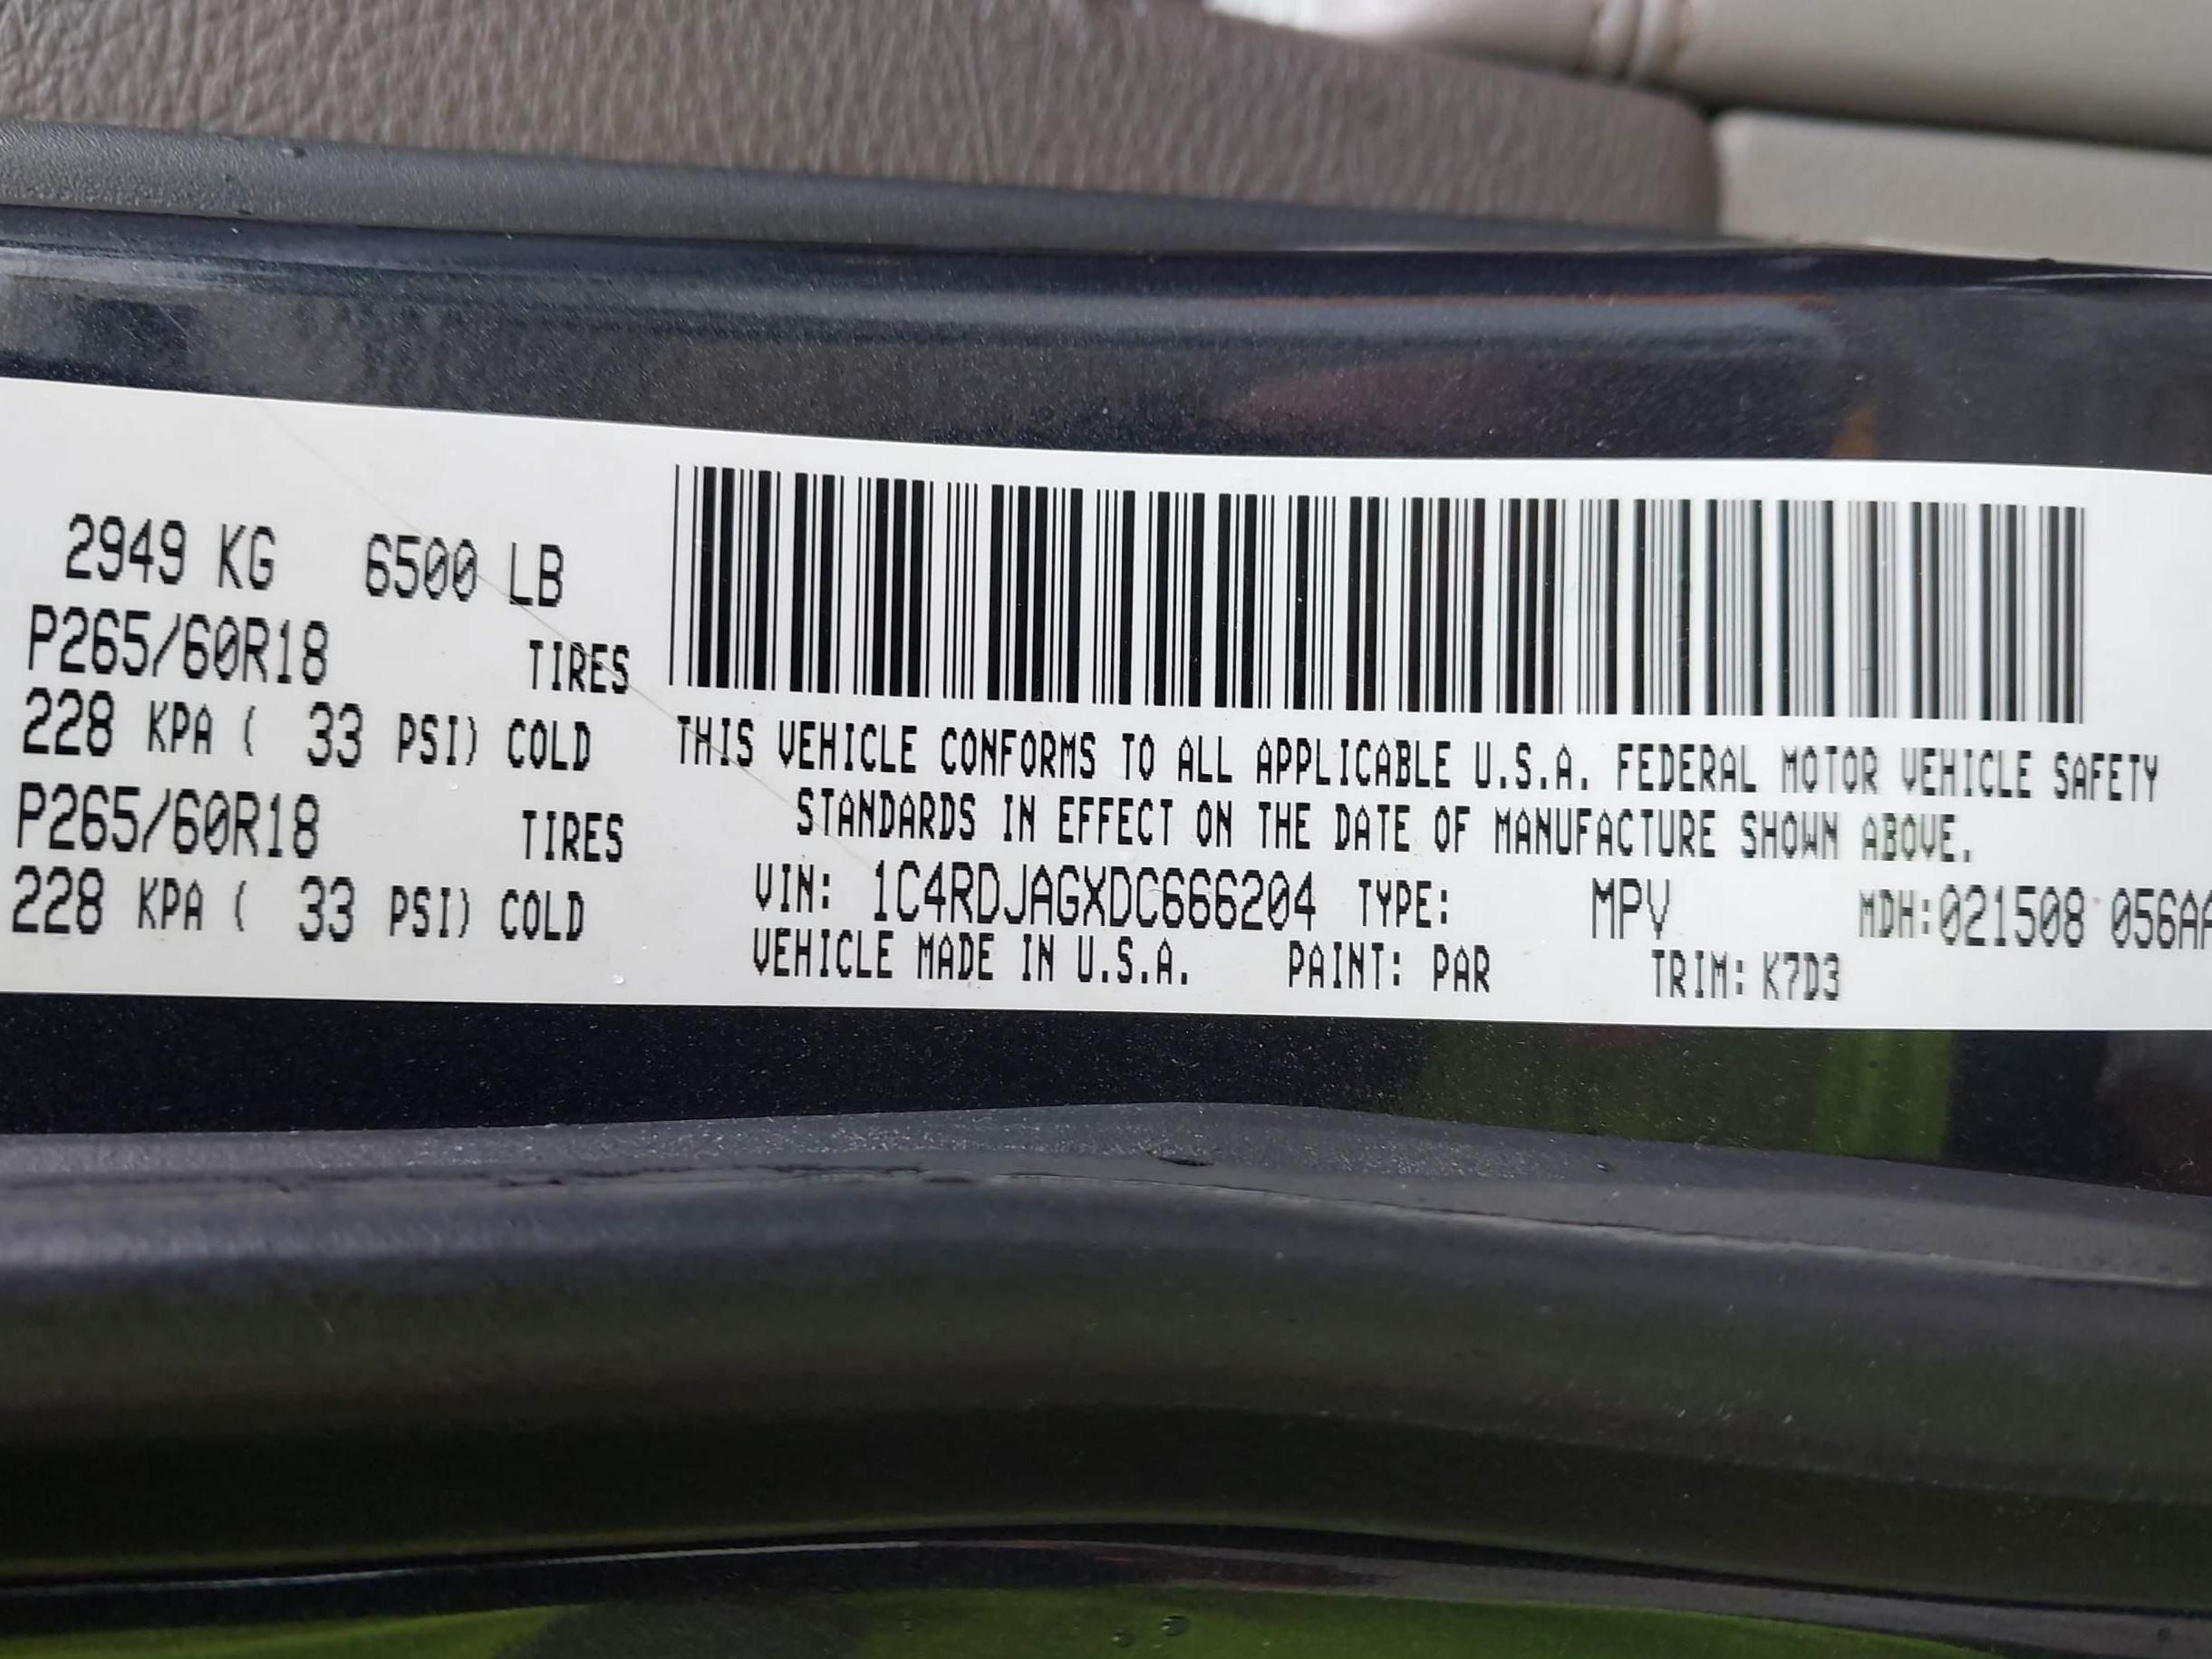 2949 KG 6500 LB
P265/60R18 TIRES
228 KPA ( 33 PSI) COLD
P265/60R18 TIRES
228 KPA ( 33 PSI) COLD
THIS VEHICLE CONFORMS TO ALL APPLICABLE U.S.A. FEDERAL MOTOR VEHICLE SAFETY
STANDARDS IN EFFECT ON THE DATE OF MANUFACTURE SHOWN ABOVE.
VIN: 1C4RDJAGXDC666204 TYPE: MPV MDH:021508 056AA
VEHICLE MADE IN U.S.A. PAINT: PAR TRIM: K7D3